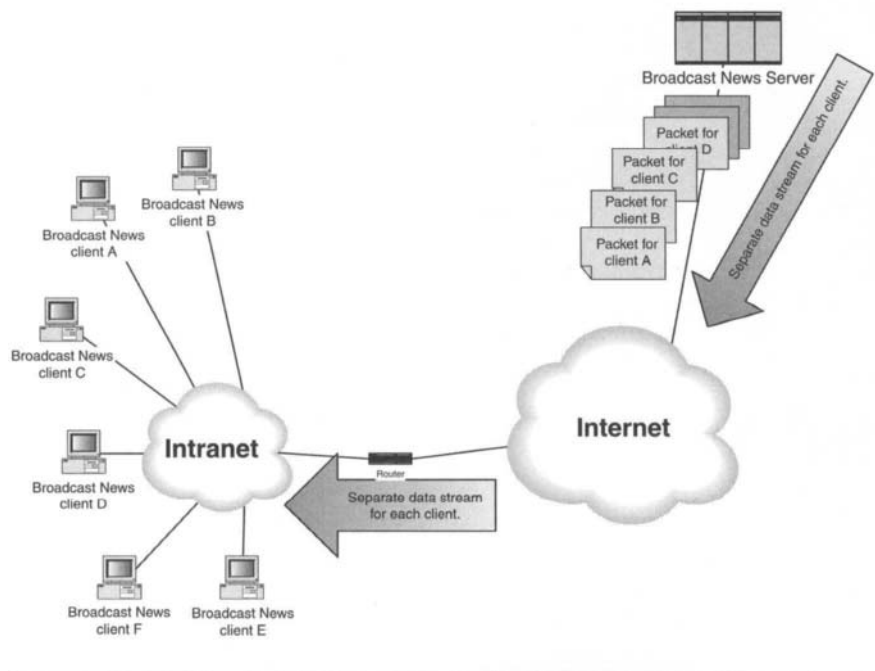 Broadcast News Server
Separate data stream for each client.
Packet for
client D
Packet for
client C
Packet for
client B
Packet for
client A
Broadcast News
client B
Broadcast News
client A
Broadcast News
client C
Intranet
Internet
Router
Separate data stream
for each client.
Broadcast News
client D
Broadcast News
client F
Broadcast News
client E